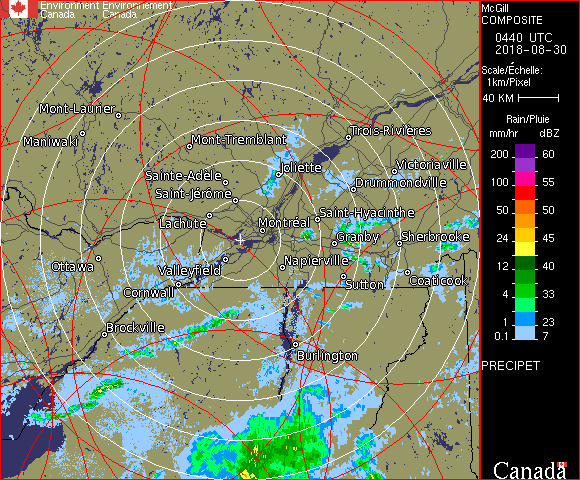 Environment Environnement
Canada Canada
McGill
COMPOSITE
0440 UTC
2018-08-30
Scale/Échelle:
1km/Pixel
40 KM
Rain/Pluie
mm/hr dBZ
200 60
100 55
50 50
24 45
12 40
4 33
1 23
0.1 7
PRECIPET
Canada
Mont-Laurier
Maniwaki
Mont-Tremblant
Trois-Rivières
Victoriaville
Joliette
Sainte-Adèle
Drummondville
Saint-Jérôme
Saint-Hyacinthe
Lachute
Montréal
Granby
Sherbrooke
Ottawa
Valleyfield
Napierville
Cornwall
Sutton
Coaticook
Brockville
Burlington